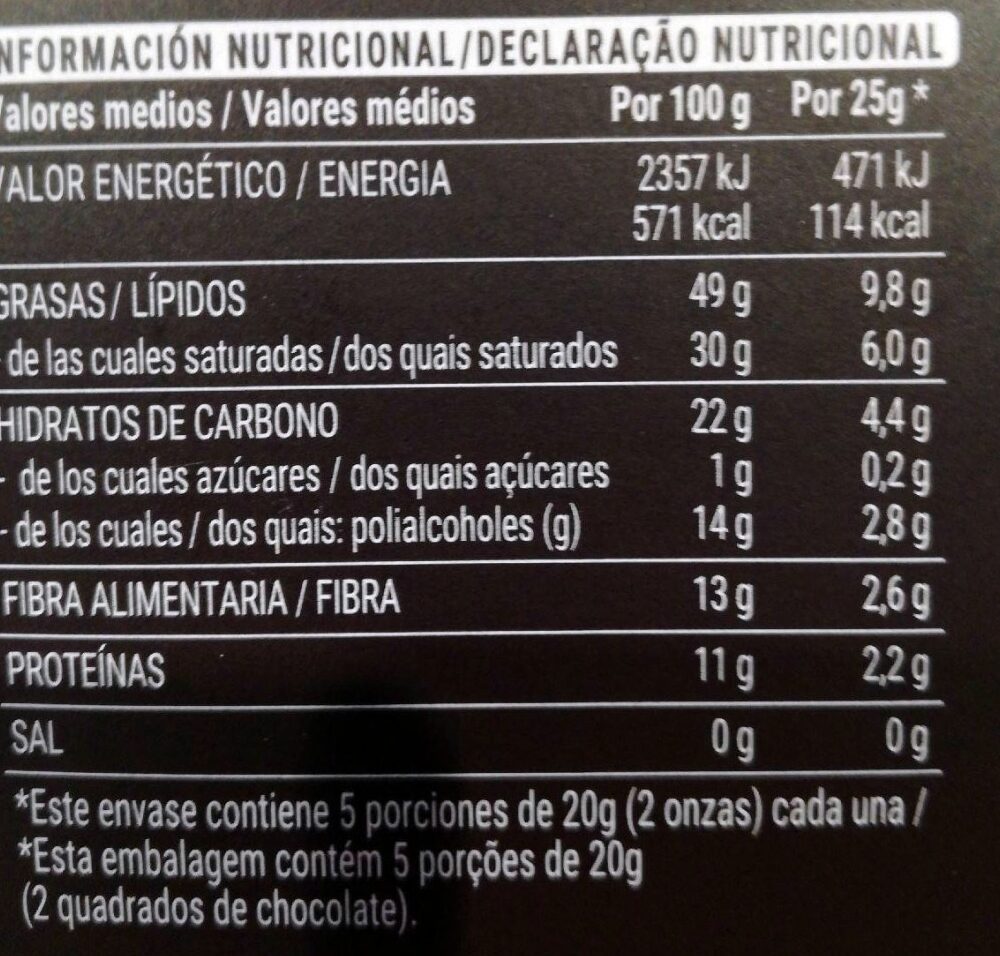 NFORMACIÓN NUTRICIONAL/DECLARAÇÃO NUTRICIONAL
Valores medios / Valores médios Por 100 g Por 25g*
VALOR ENERGÉTICO / ENERGIA 2357 kJ 471 kJ
571 kcal 114 kcal
GRASAS / LÍPIDOS 49 g 9,8 g
- de las cuales saturadas / dos quais saturados 30 g 6,0 g
HIDRATOS DE CARBONO 22 g 4,4 g
- de los cuales azúcares / dos quais açúcares 1 g 0,2 g
- de los cuales / dos quais: polialcoholes (g) 14 g 2,8 g
FIBRA ALIMENTARIA / FIBRA 13 g 2,6 g
PROTEÍNAS 11 g 2,2 g
SAL 0 g 0 g
*Este envase contiene 5 porciones de 20g (2 onzas) cada una /
*Esta embalagem contém 5 porções de 20g
(2 quadrados de chocolate).